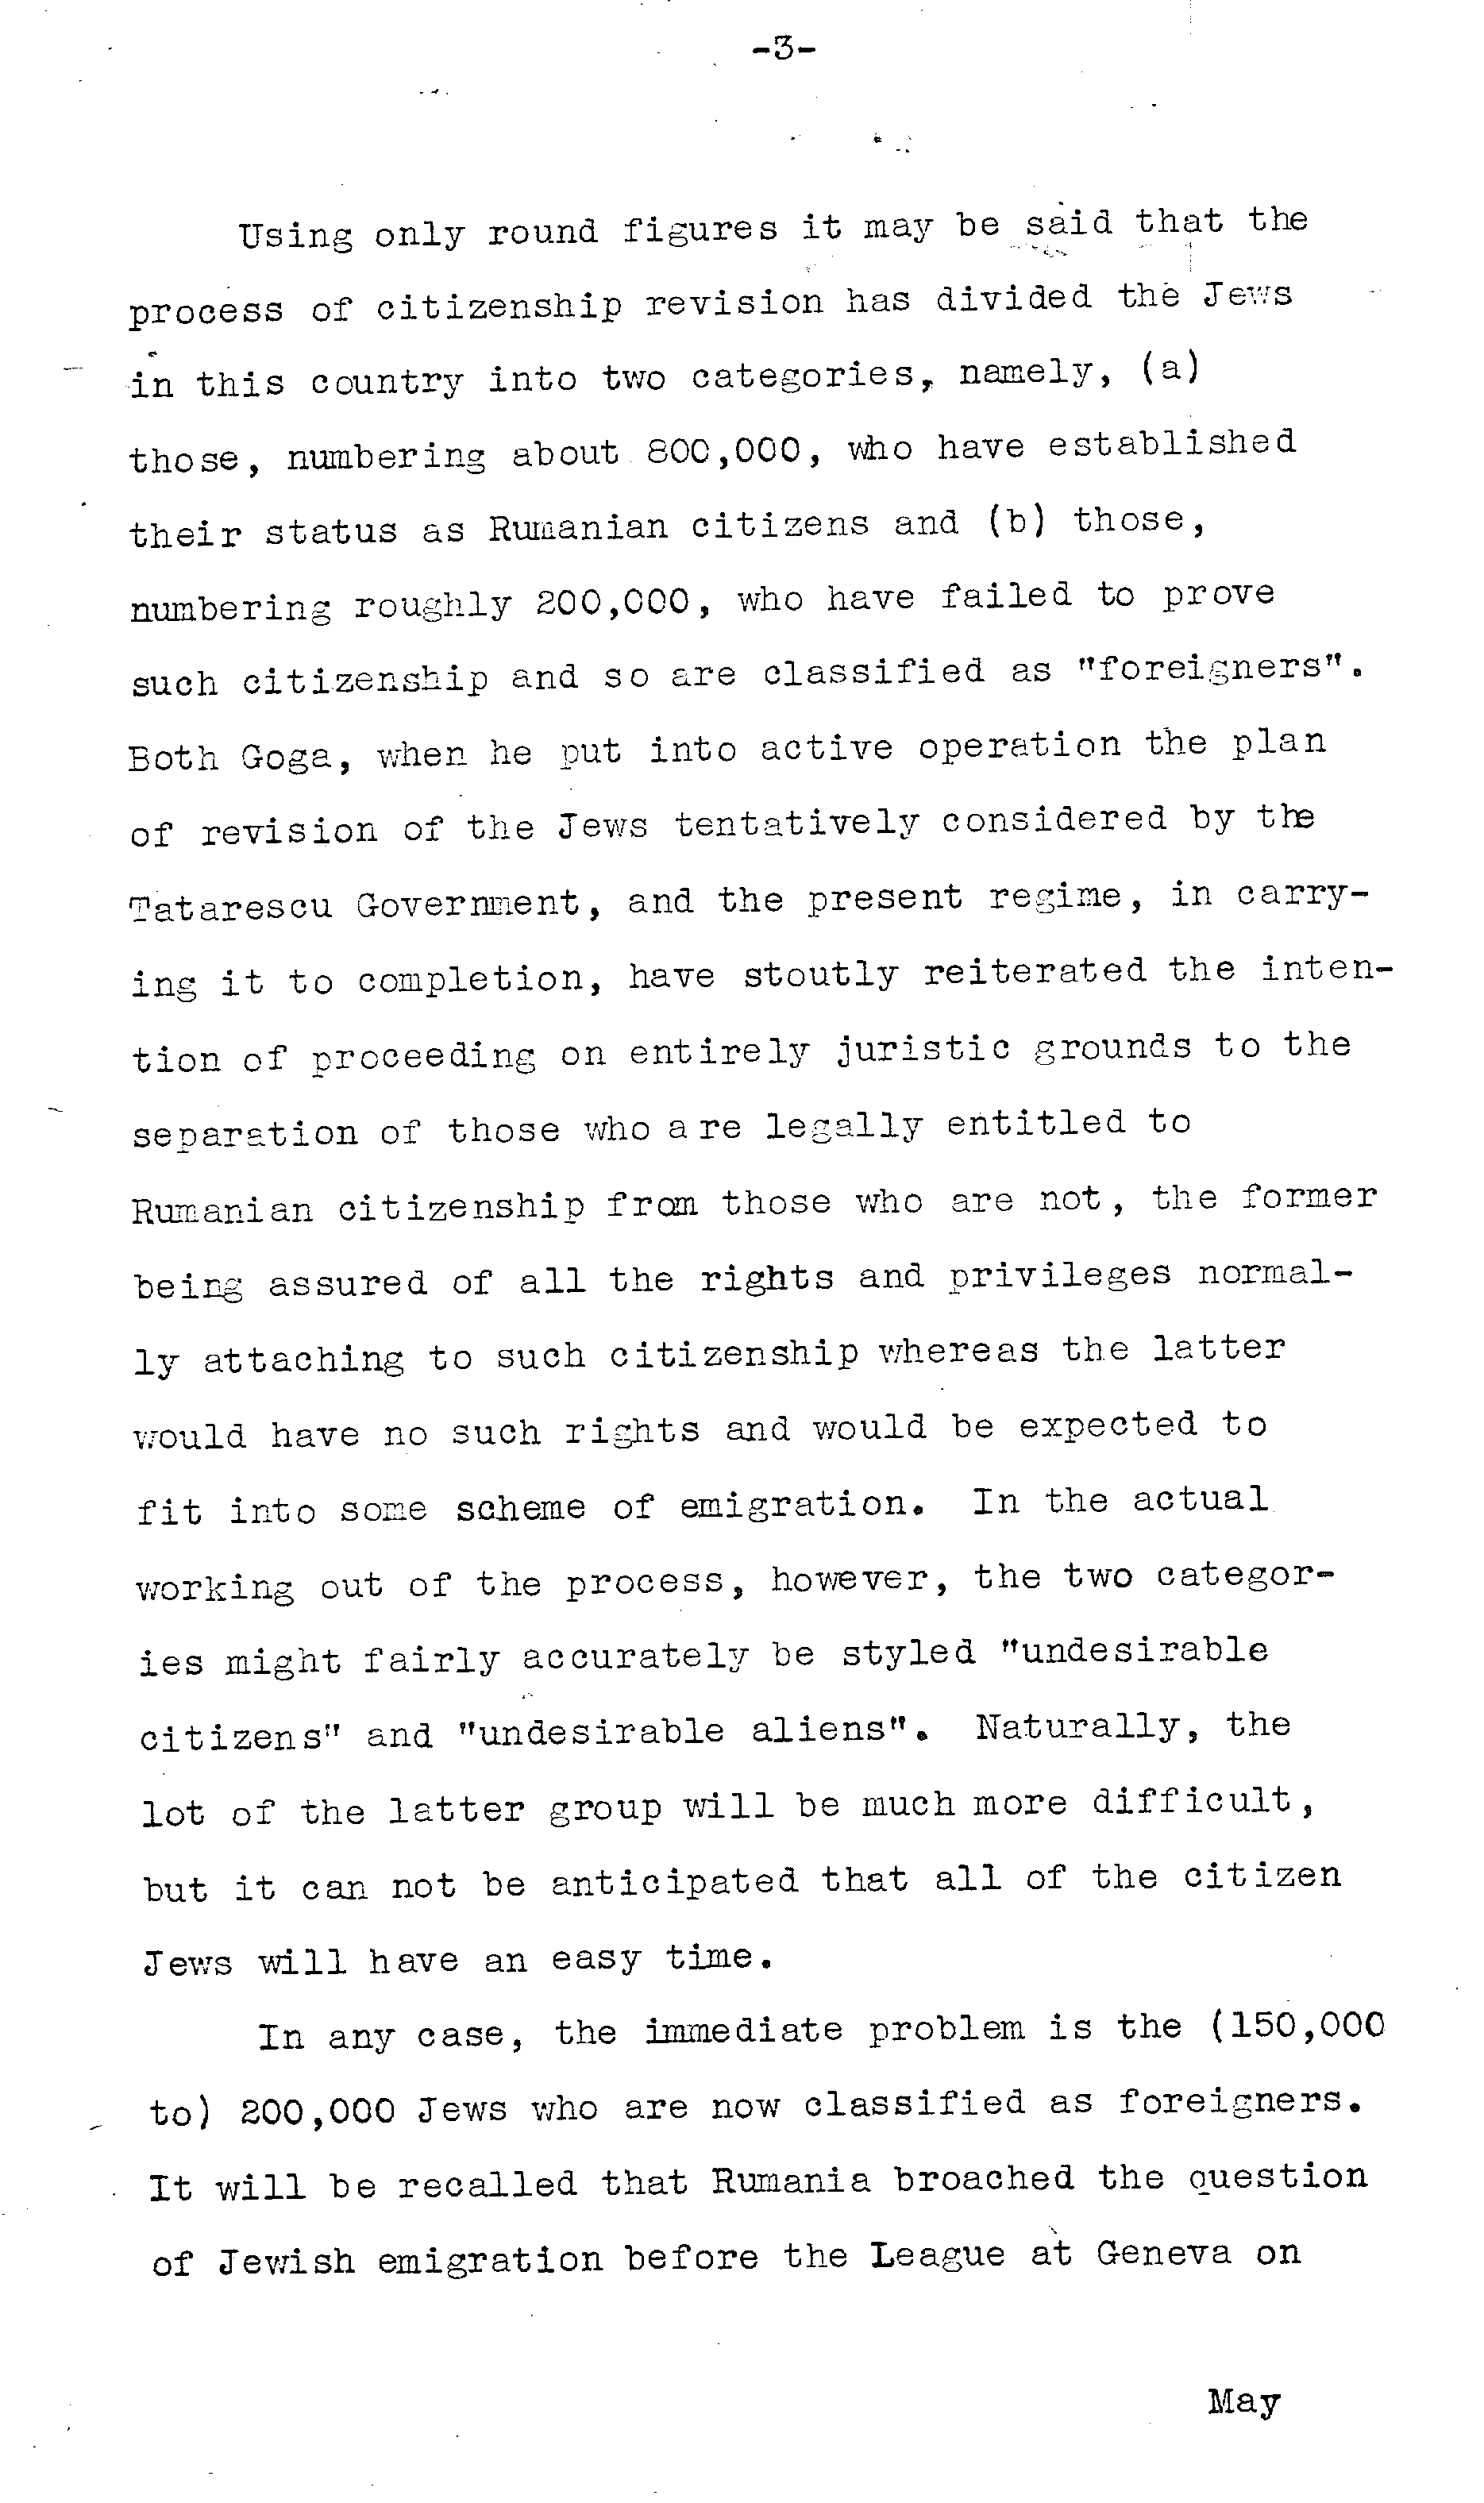 -3-
Using only round figures it may be said that the
process of citizenship revision has divided the Jews
in this country into two categories, namely, (a)
those, numbering about 800,000, who have established
their status as Rumanian citizens and (b) those,
numbering roughly 200,000, who have failed to prove
such citizenship and so are classified as "foreigners".
Both Goga, when he put into active operation the plan
of revision of the Jews tentatively considered by the
Tatarescu Government, and the present regime, in carry-
ing it to completion, have stoutly reiterated the inten-
tion of proceeding on entirely juristic grounds to the
separation of those who are legally entitled to
Rumanian citizenship from those who are not, the former
being assured of all the rights and privileges normal-
ly attaching to such citizenship whereas the latter
would have no such rights and would be expected to
fit into some scheme of emigration. In the actual
working out of the process, however, the two categor-
ies might fairly accurately be styled "undesirable
citizens" and "undesirable aliens". Naturally, the
lot of the latter group will be much more difficult,
but it can not be anticipated that all of the citizen
Jews will have an easy time.
In any case, the immediate problem is the (150,000
to) 200,000 Jews who are now classified as foreigners.
It will be recalled that Rumania broached the question
of Jewish emigration before the League at Geneva on
May